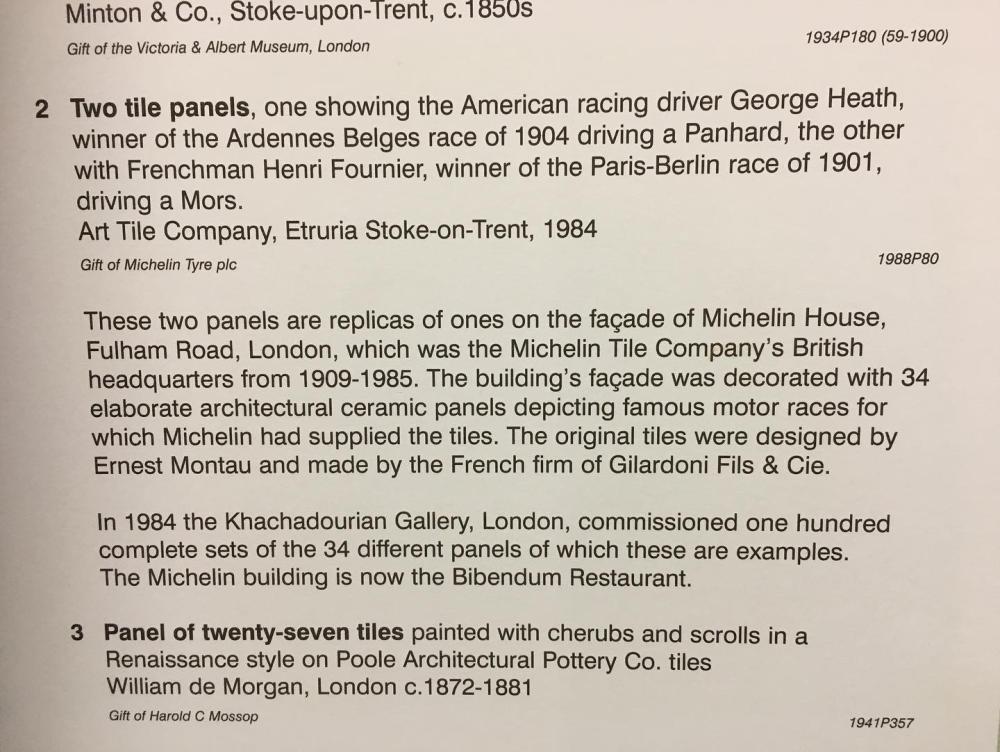 Minton & Co., Stoke-upon-Trent, c.1850s
Gift of the Victoria & Albert Museum, London 1934P180 (59-1900)
2 Two tile panels, one showing the American racing driver George Heath,
winner of the Ardennes Belges race of 1904 driving a Panhard, the other
with Frenchman Henri Fournier, winner of the Paris-Berlin race of 1901,
driving a Mors.
Art Tile Company, Etruria Stoke-on-Trent, 1984
Gift of Michelin Tyre plc 1988P80
These two panels are replicas of ones on the façade of Michelin House,
Fulham Road, London, which was the Michelin Tile Company's British
headquarters from 1909-1985. The building's façade was decorated with 34
elaborate architectural ceramic panels depicting famous motor races for
which Michelin had supplied the tiles. The original tiles were designed by
Ernest Montau and made by the French firm of Gilardoni Fils & Cie.
In 1984 the Khachadourian Gallery, London, commissioned one hundred
complete sets of the 34 different panels of which these are examples.
The Michelin building is now the Bibendum Restaurant.
3 Panel of twenty-seven tiles painted with cherubs and scrolls in a
Renaissance style on Poole Architectural Pottery Co. tiles
William de Morgan, London c.1872-1881
Gift of Harold C Mossop 1941P357